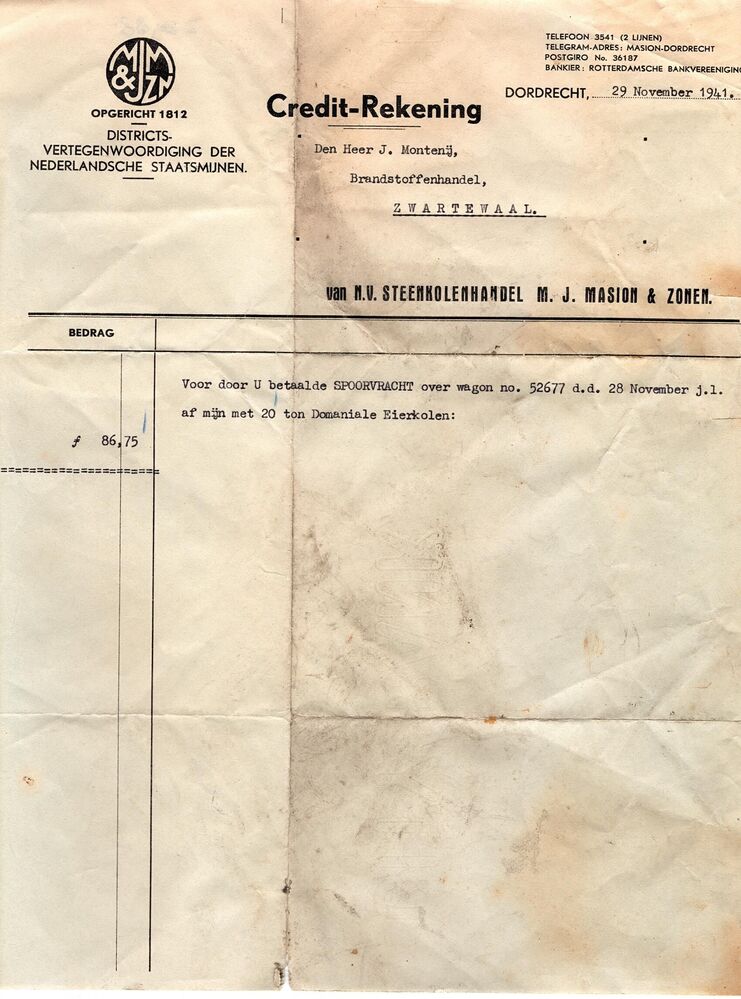 TELEFOON 3541 (2 LIJNEN)
TELEGRAM-ADRES: MASION-DORDRECHT
POSTGIRO No. 36187
BANKIER: ROTTERDAMSCHE BANKVEREENIGING
MJM
& JZN
OPGERICHT 1812
DISTRICTS-
VERTEGENWOORDIGING DER
NEDERLANDSCHE STAATSMIJNEN.
Credit-Rekening
DORDRECHT, 29 November 1941.
Den Heer J. Montenij,
Brandstoffenhandel,
ZWARTEWAAL.
van N.V. STEENKOLENHANDEL M. J. MASION & ZONEN.
BEDRAG
Voor door U betaalde SPOORVRACHT over wagon no. 52677 d.d. 28 November j.l.
af mijn met 20 ton Domaniale Eierkolen:
ƒ 86,75